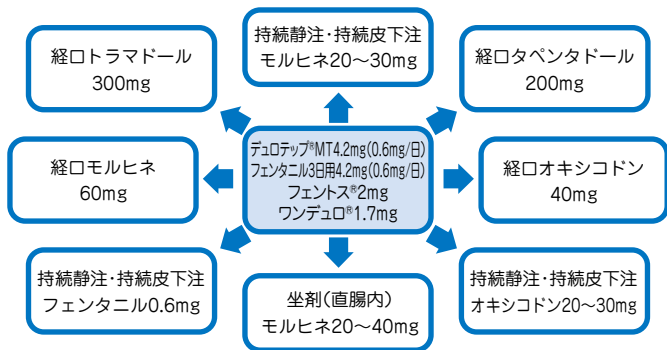 持続静注・持続皮下注
モルヒネ20〜30mg
経口トラマドール
300mg
経口タペンタドール
200mg
デュロテップ®MT4.2mg(0.6mg/日)
フェンタニル3日用4.2mg(0.6mg/日)
フェントス®2mg
ワンデュロ®1.7mg
経口モルヒネ
60mg
経口オキシコドン
40mg
持続静注・持続皮下注
フェンタニル0.6mg
坐剤(直腸内)
モルヒネ20〜40mg
持続静注・持続皮下注
オキシコドン20〜30mg